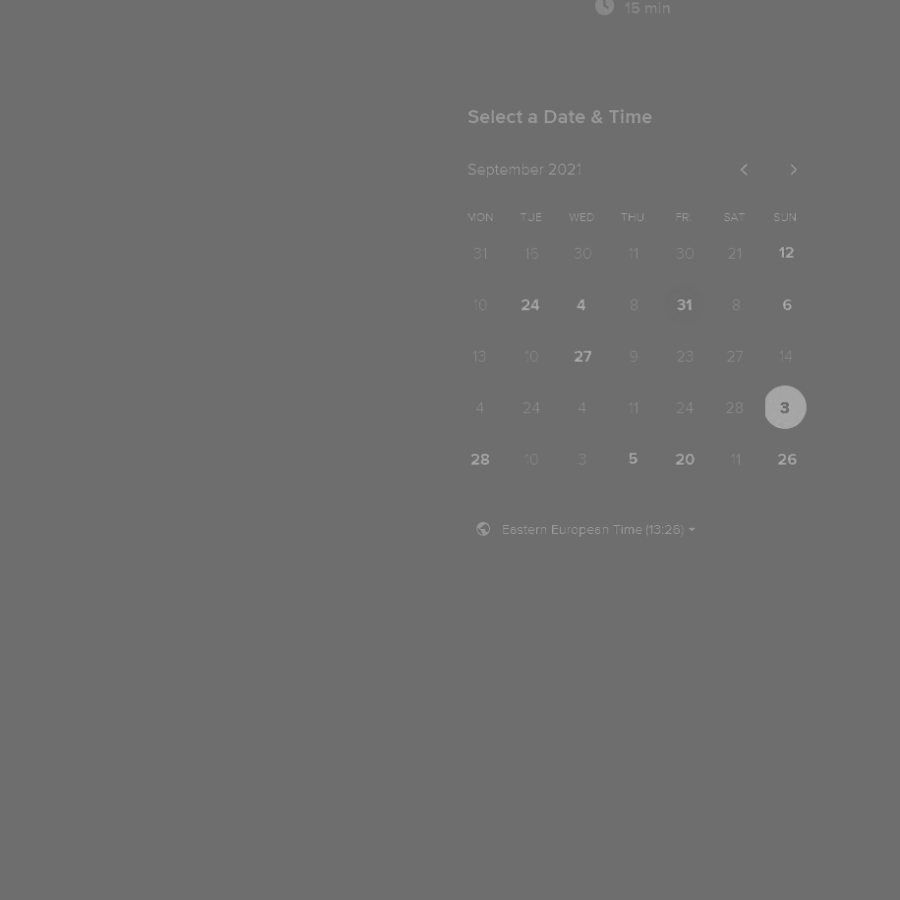 15 min
Select a Date & Time
September 2021
MON TUE WED THU FRI SAT SUN
31 15 30 11 30 21 12
10 24 4 8 31 8 6
13 10 27 9 23 27 14
4 24 4 11 24 28 3
28 10 3 5 20 11 26
Eastern European Time (13:26)